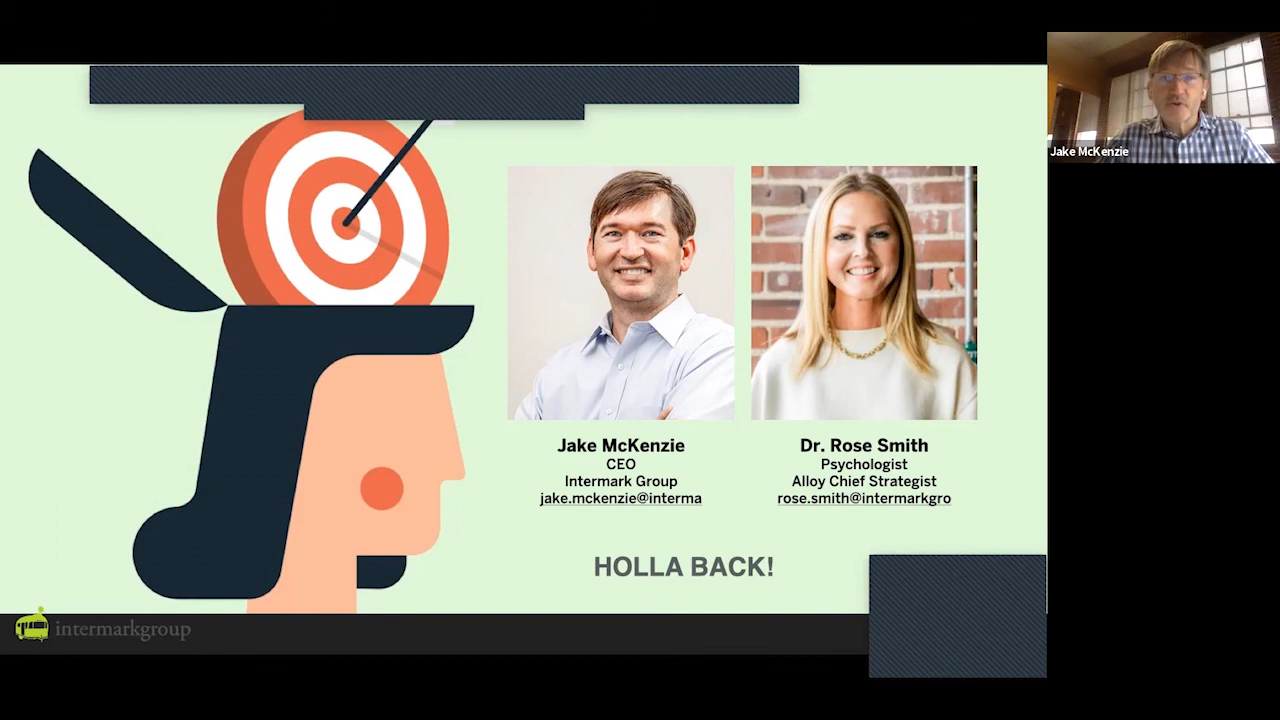 Jake McKenzie
Jake McKenzie
CEO
Intermark Group
jake.mckenzie@interma
Dr. Rose Smith
Psychologist
Alloy Chief Strategist
rose.smith@intermarkgro
HOLLA BACK!
intermarkgroup